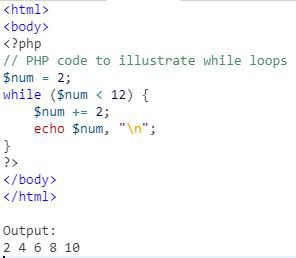 <html>
<body>
<?php
// PHP code to illustrate while loops
$num = 2;
while ($num < 12) {
    $num += 2;
    echo $num, "\n";
}
?>
</body>
</html>

Output:
2 4 6 8 10